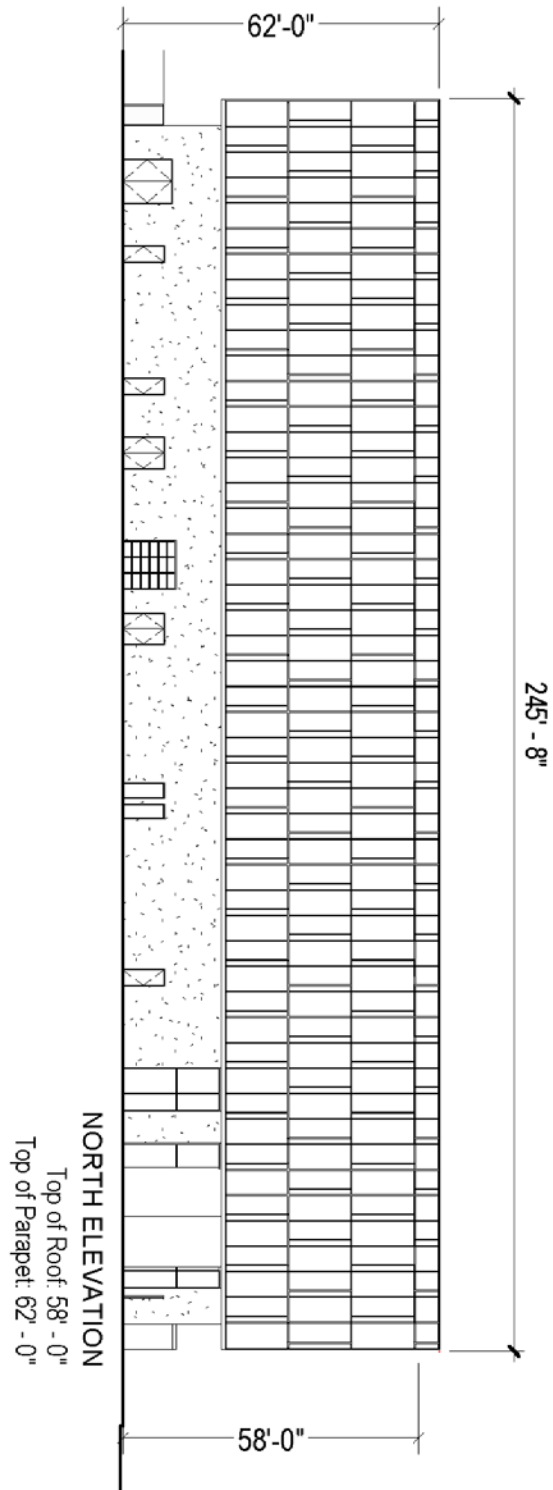 62'-0"
245' - 8"
NORTH ELEVATION
Top of Roof: 58' - 0"
Top of Parapet: 62' - 0"
58'-0"